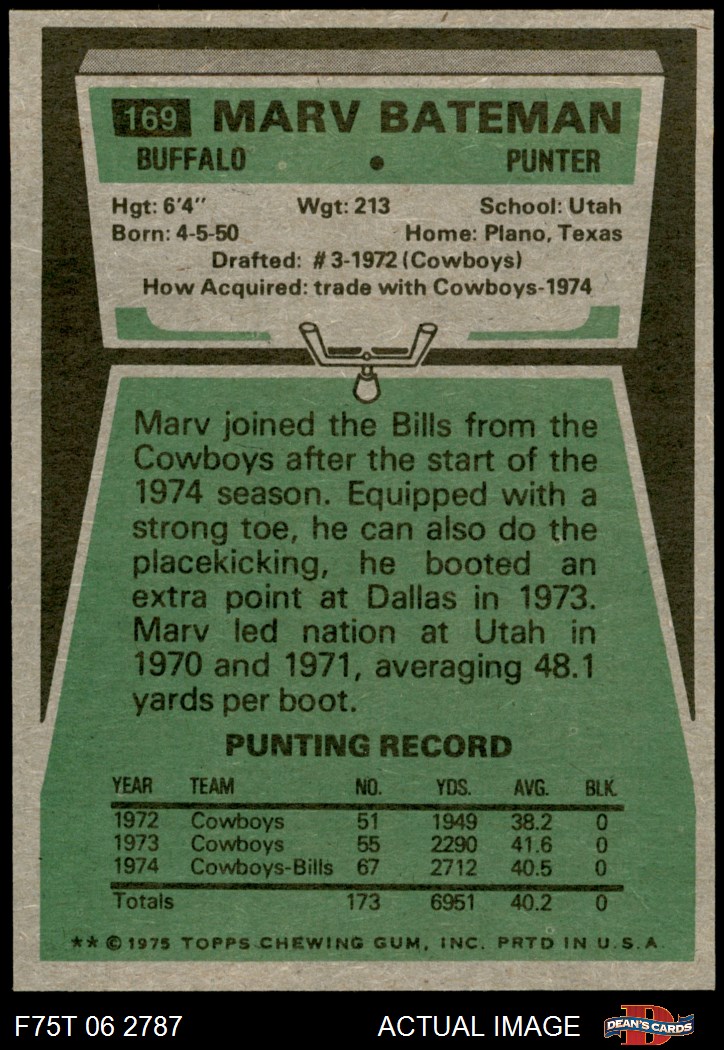 169 MARV BATEMAN
BUFFALO • PUNTER
Hgt: 6'4" Wgt: 213 School: Utah
Born: 4-5-50 Home: Plano, Texas
Drafted: #3-1972 (Cowboys)
How Acquired: trade with Cowboys-1974
Marv joined the Bills from the
Cowboys after the start of the
1974 season. Equipped with a
strong toe, he can also do the
placekicking, he booted an
extra point at Dallas in 1973.
Marv led nation at Utah in
1970 and 1971, averaging 48.1
yards per boot.
PUNTING RECORD
YEAR TEAM NO. YDS. AVG. BLK.
1972 Cowboys 51 1949 38.2 0
1973 Cowboys 55 2290 41.6 0
1974 Cowboys-Bills 67 2712 40.5 0
Totals 173 6951 40.2 0
** © 1975 TOPPS CHEWING GUM, INC. PRTD IN U.S.A.
F75T 06 2787 ACTUAL IMAGE D DEAN'S CARDS